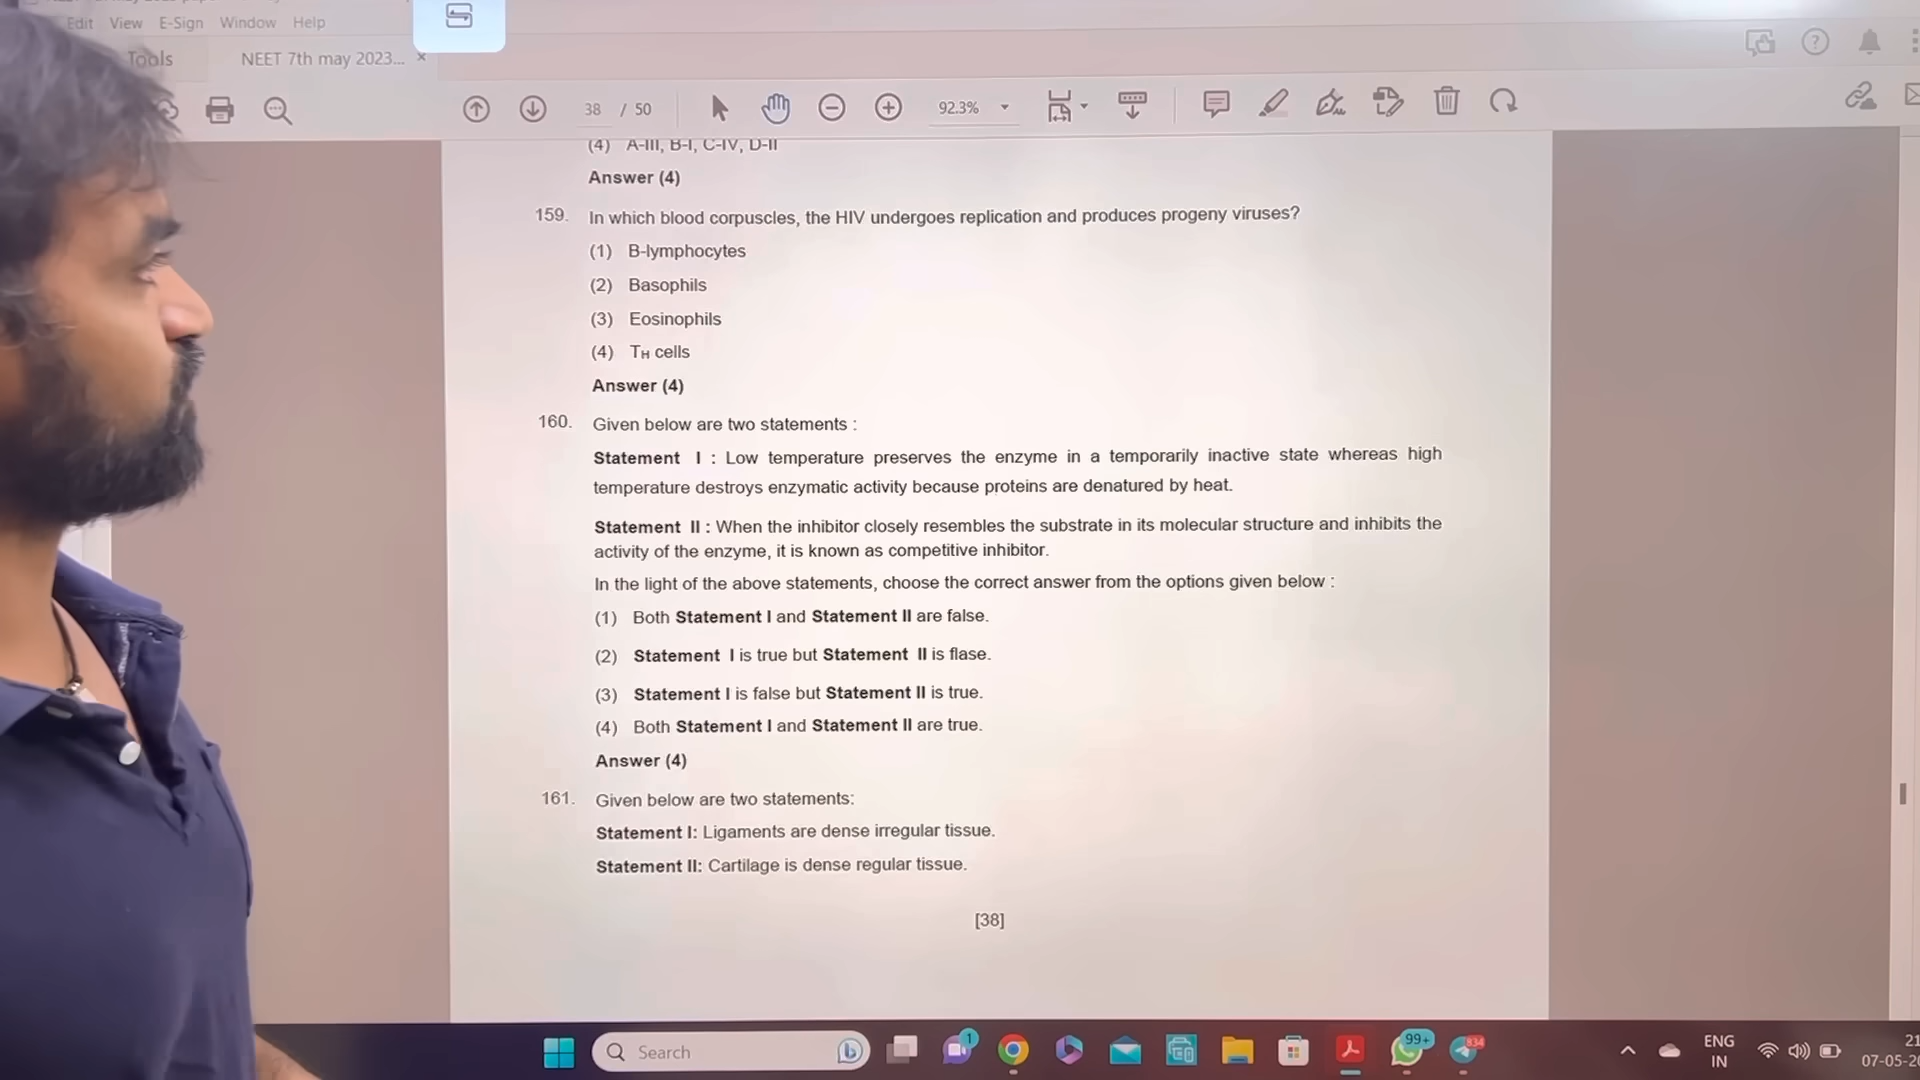 Edit View E-Sign Window Help
Tools NEET 7th may 2023... ×
38 / 50 92.3%
(4) A-III, B-I, C-IV, D-II
Answer (4)
159. In which blood corpuscles, the HIV undergoes replication and produces progeny viruses?
(1) B-lymphocytes
(2) Basophils
(3) Eosinophils
(4) TH cells
Answer (4)
160. Given below are two statements :
Statement I : Low temperature preserves the enzyme in a temporarily inactive state whereas high
temperature destroys enzymatic activity because proteins are denatured by heat.
Statement II : When the inhibitor closely resembles the substrate in its molecular structure and inhibits the
activity of the enzyme, it is known as competitive inhibitor.
In the light of the above statements, choose the correct answer from the options given below :
(1) Both Statement I and Statement II are false.
(2) Statement I is true but Statement II is flase.
(3) Statement I is false but Statement II is true.
(4) Both Statement I and Statement II are true.
Answer (4)
161. Given below are two statements:
Statement I: Ligaments are dense irregular tissue.
Statement II: Cartilage is dense regular tissue.
[38]
Search 1 99+ 834 ENG 21
IN 07-05-20